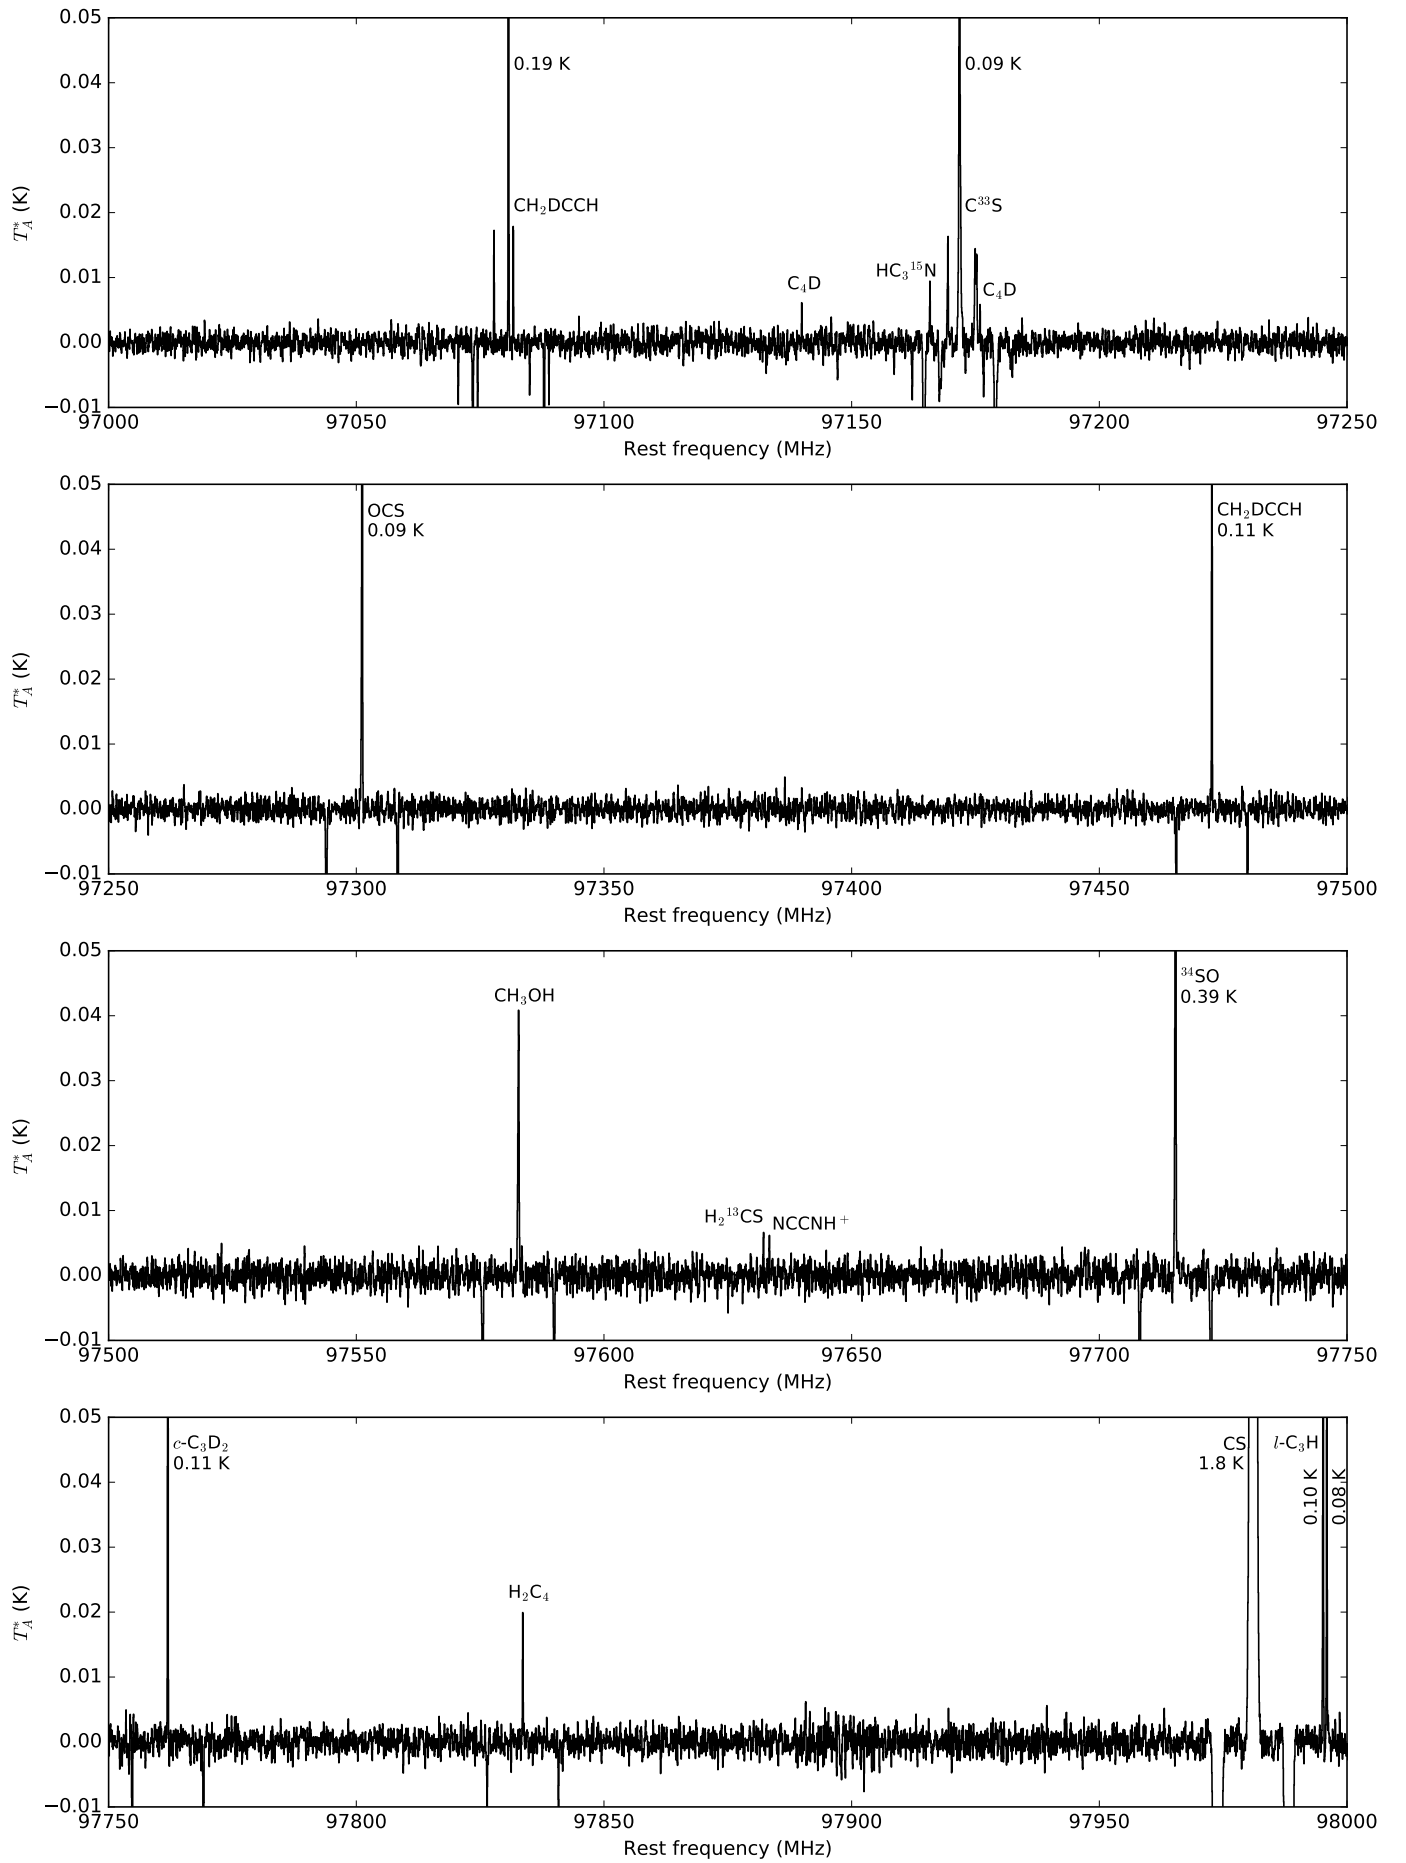 0.05
0.04
0.03
0.02
0.01
0.00
−0.01
T*A (K)
0.19 K
CH₂DCCH
C₄D
HC₃¹⁵N
0.09 K
C³³S
C₄D
97000 97050 97100 97150 97200 97250
Rest frequency (MHz)
0.05
0.04
0.03
0.02
0.01
0.00
−0.01
T*A (K)
OCS
0.09 K
CH₂DCCH
0.11 K
97250 97300 97350 97400 97450 97500
Rest frequency (MHz)
0.05
0.04
0.03
0.02
0.01
0.00
−0.01
T*A (K)
CH₃OH
H₂¹³CS
NCCNH⁺
³⁴SO
0.39 K
97500 97550 97600 97650 97700 97750
Rest frequency (MHz)
0.05
0.04
0.03
0.02
0.01
0.00
−0.01
T*A (K)
c-C₃D₂
0.11 K
H₂C₄
CS
1.8 K
l-C₃H
0.10 K
0.08 K
97750 97800 97850 97900 97950 98000
Rest frequency (MHz)